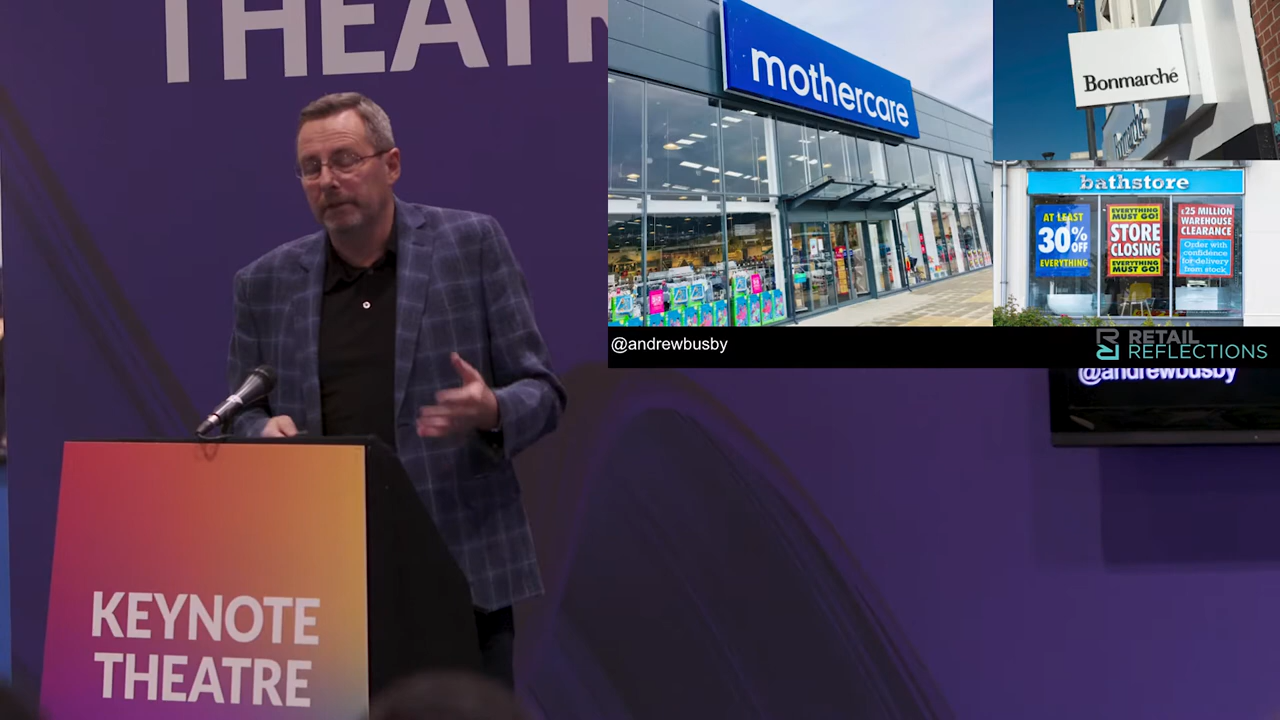 THEATR
mothercare
Bonmarché
bathstore
AT LEAST
30%
OFF
EVERYTHING
EVERYTHING
MUST GO!
STORE
CLOSING
EVERYTHING
MUST GO!
£25 MILLION
WAREHOUSE
CLEARANCE
Order with
confidence
for delivery
from stock
@andrewbusby
RETAIL
REFLECTIONS
@andrewbusby
KEYNOTE
THEATRE